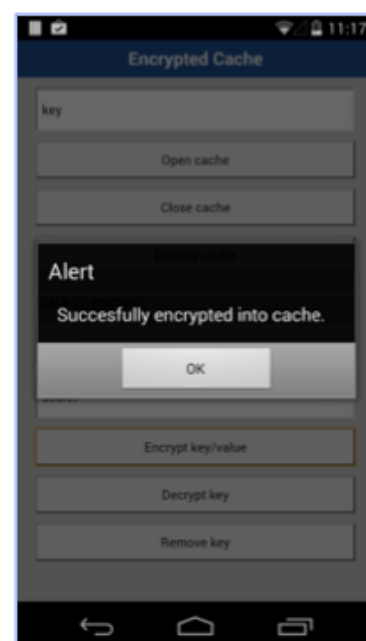 11:17
Encrypted Cache
key
Open cache
Close cache
Alert
Succesfully encrypted into cache.
OK
Encrypt key/value
Decrypt key
Remove key